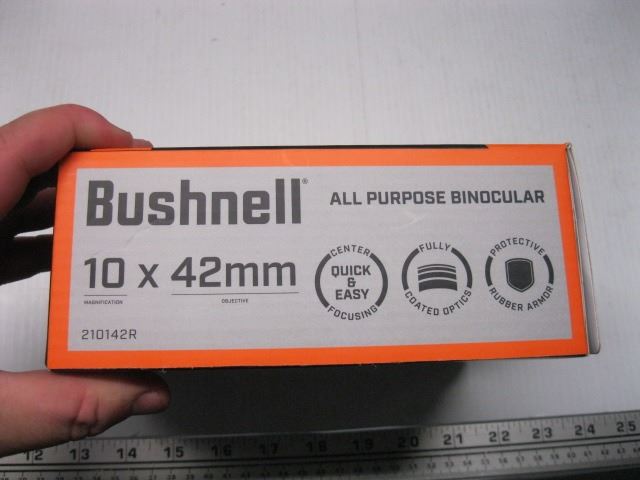 Bushnell®
ALL PURPOSE BINOCULAR
10 x 42mm
MAGNIFICATION
OBJECTIVE
CENTER
QUICK
&
EASY
FOCUSING
FULLY
COATED OPTICS
PROTECTIVE
RUBBER ARMOR
210142R
12 13 14 15 16 17 18 19 20 21 22 23 24 25